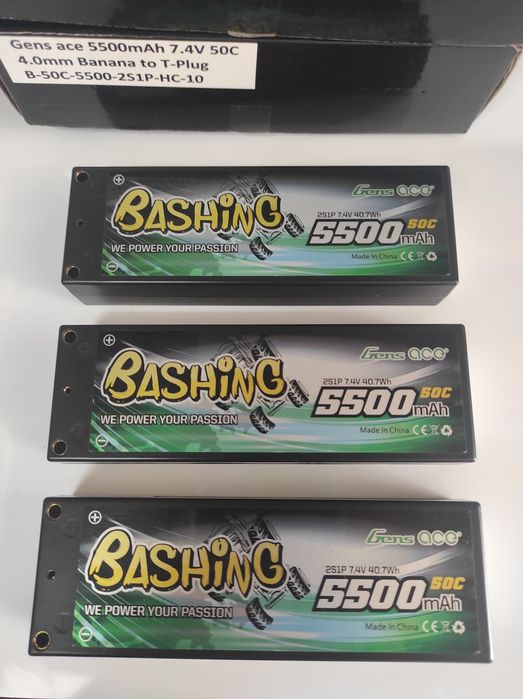 Gens ace 5500mAh 7.4V 50C
4.0mm Banana to T-Plug
B-50C-5500-2S1P-HC-10
Gens ace
BASHING
2S1P 7.4V 40.7Wh
50C
5500mAh
WE POWER YOUR PASSION
Made In China CE
Gens ace
BASHING
2S1P 7.4V 40.7Wh
50C
5500mAh
WE POWER YOUR PASSION
Made In China CE
Gens ace
BASHING
2S1P 7.4V 40.7Wh
50C
5500mAh
WE POWER YOUR PASSION
Made In China CE